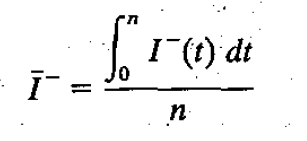 Ī⁻ = ∫₀ⁿ I⁻(t) dt / n